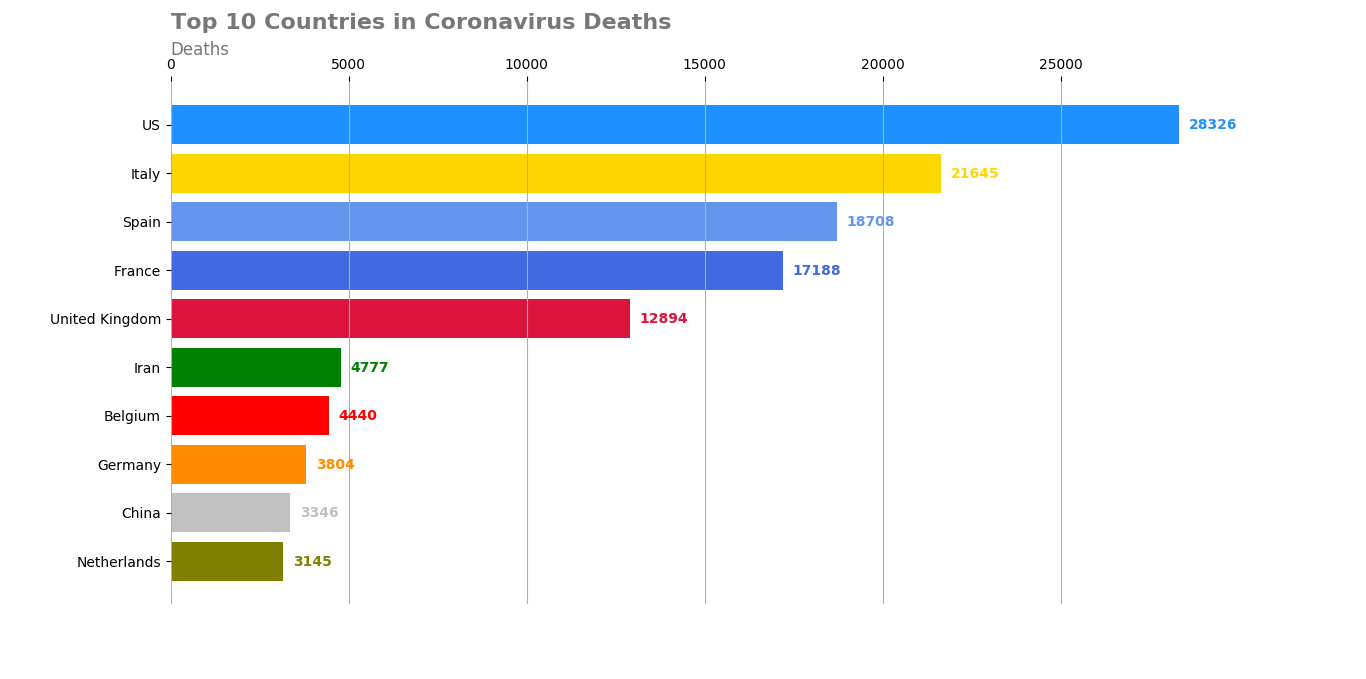 Top 10 Countries in Coronavirus Deaths
Deaths
0 5000 10000 15000 20000 25000
US 28326
Italy 21645
Spain 18708
France 17188
United Kingdom 12894
Iran 4777
Belgium 4440
Germany 3804
China 3346
Netherlands 3145